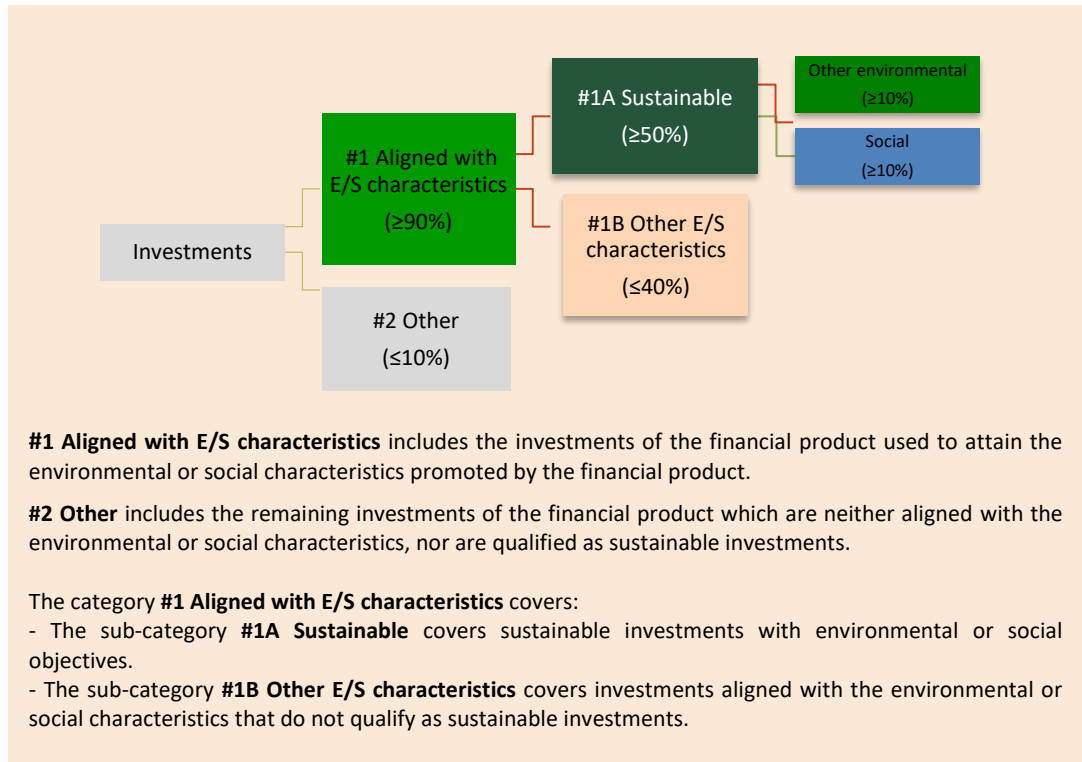 Other environmental
(≥10%)
#1A Sustainable
(≥50%)
Social
(≥10%)
#1 Aligned with
E/S characteristics
(≥90%)
#1B Other E/S
characteristics
(≤40%)
Investments
#2 Other
(≤10%)
#1 Aligned with E/S characteristics includes the investments of the financial product used to attain the
environmental or social characteristics promoted by the financial product.
#2 Other includes the remaining investments of the financial product which are neither aligned with the
environmental or social characteristics, nor are qualified as sustainable investments.
The category #1 Aligned with E/S characteristics covers:
- The sub-category #1A Sustainable covers sustainable investments with environmental or social
objectives.
- The sub-category #1B Other E/S characteristics covers investments aligned with the environmental or
social characteristics that do not qualify as sustainable investments.